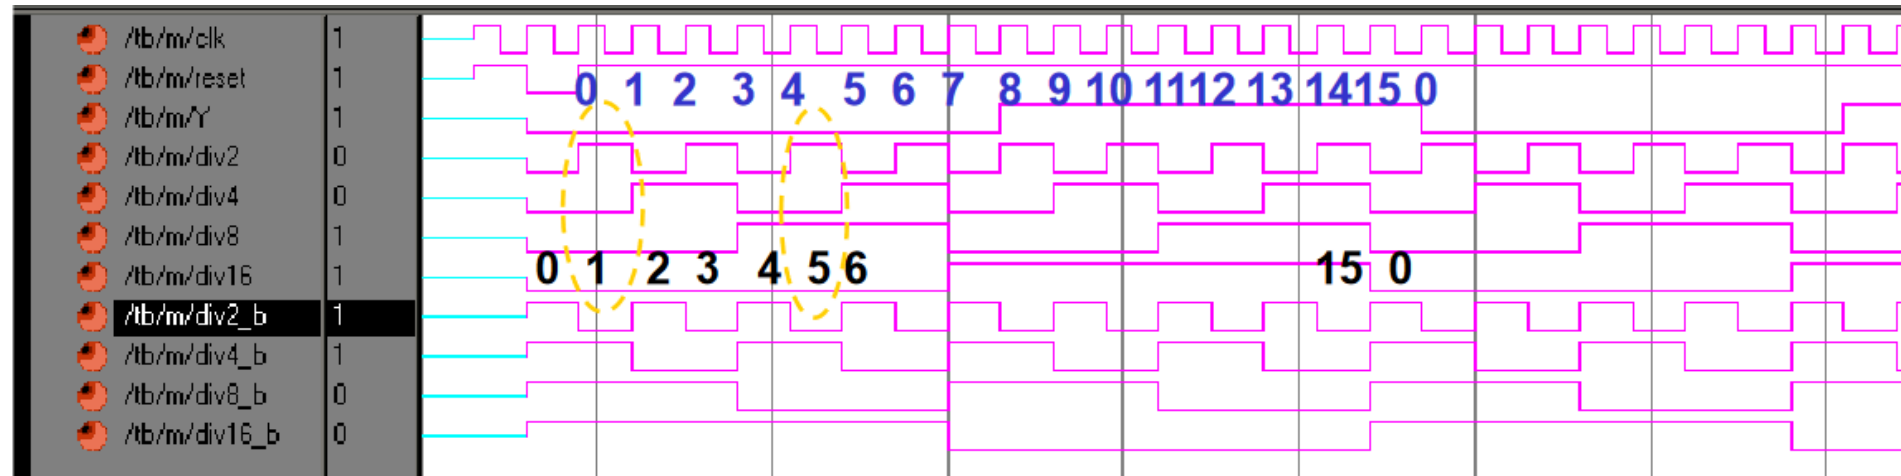 /tb/m/clk 1
/tb/m/reset 1
0 1 2 3 4 5 6 7 8 9 10 11 12 13 14 15 0
/tb/m/Y 1
/tb/m/div2 0
/tb/m/div4 0
/tb/m/div8 1
/tb/m/div16 1
0 1 2 3 4 5 6 15 0
/tb/m/div2_b 1
/tb/m/div4_b 1
/tb/m/div8_b 0
/tb/m/div16_b 0